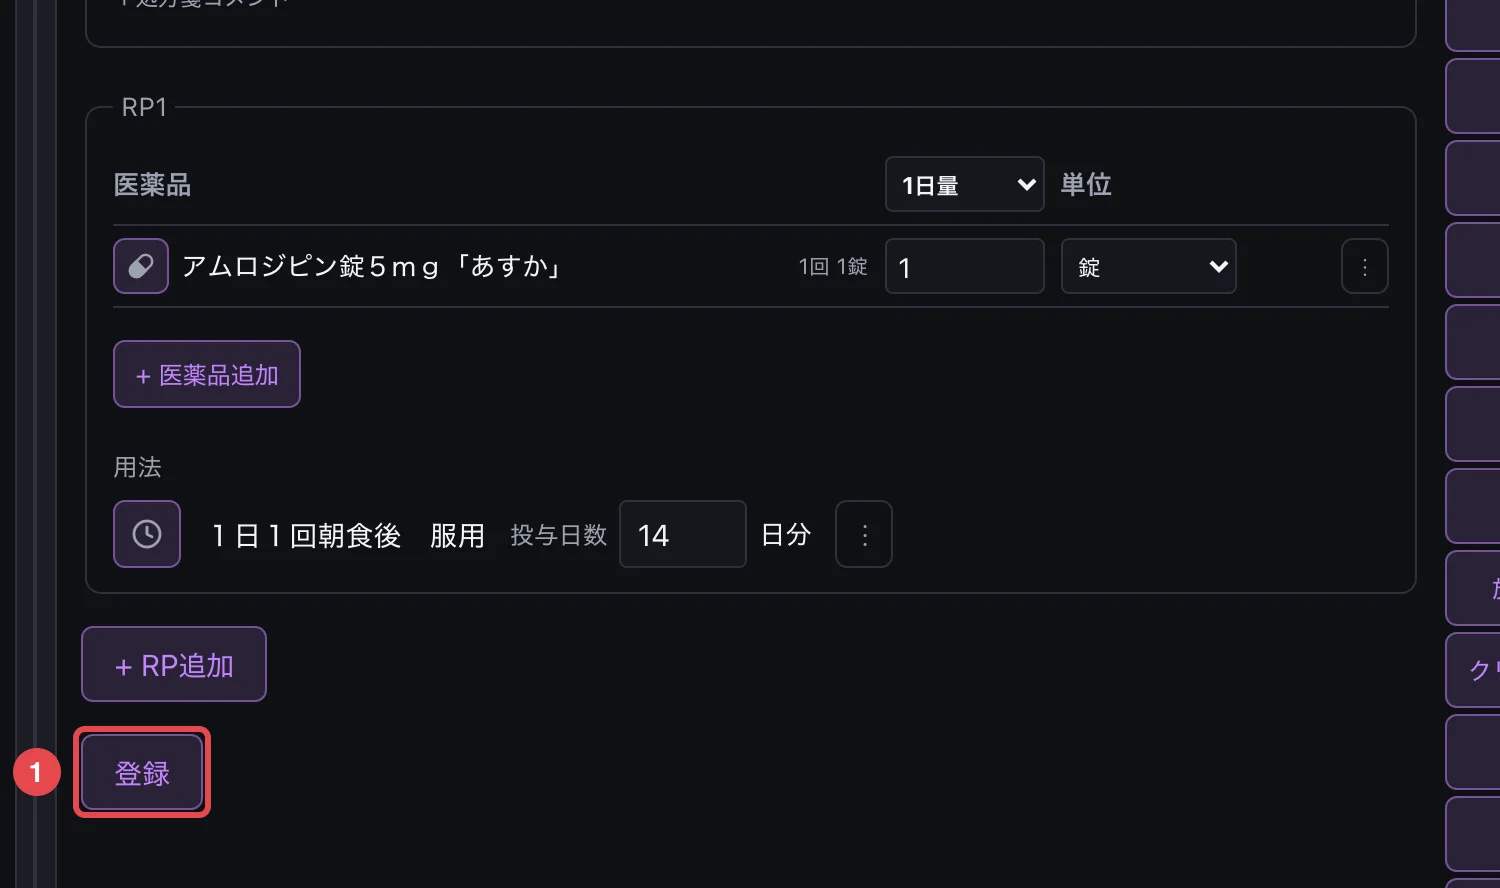 RP1
医薬品 1日量 単位
アムロジピン錠５ｍｇ「あすか」 1回 1錠 1 錠
+ 医薬品追加
用法
１日１回朝食後 服用 投与日数 14 日分
+ RP追加
1 登録